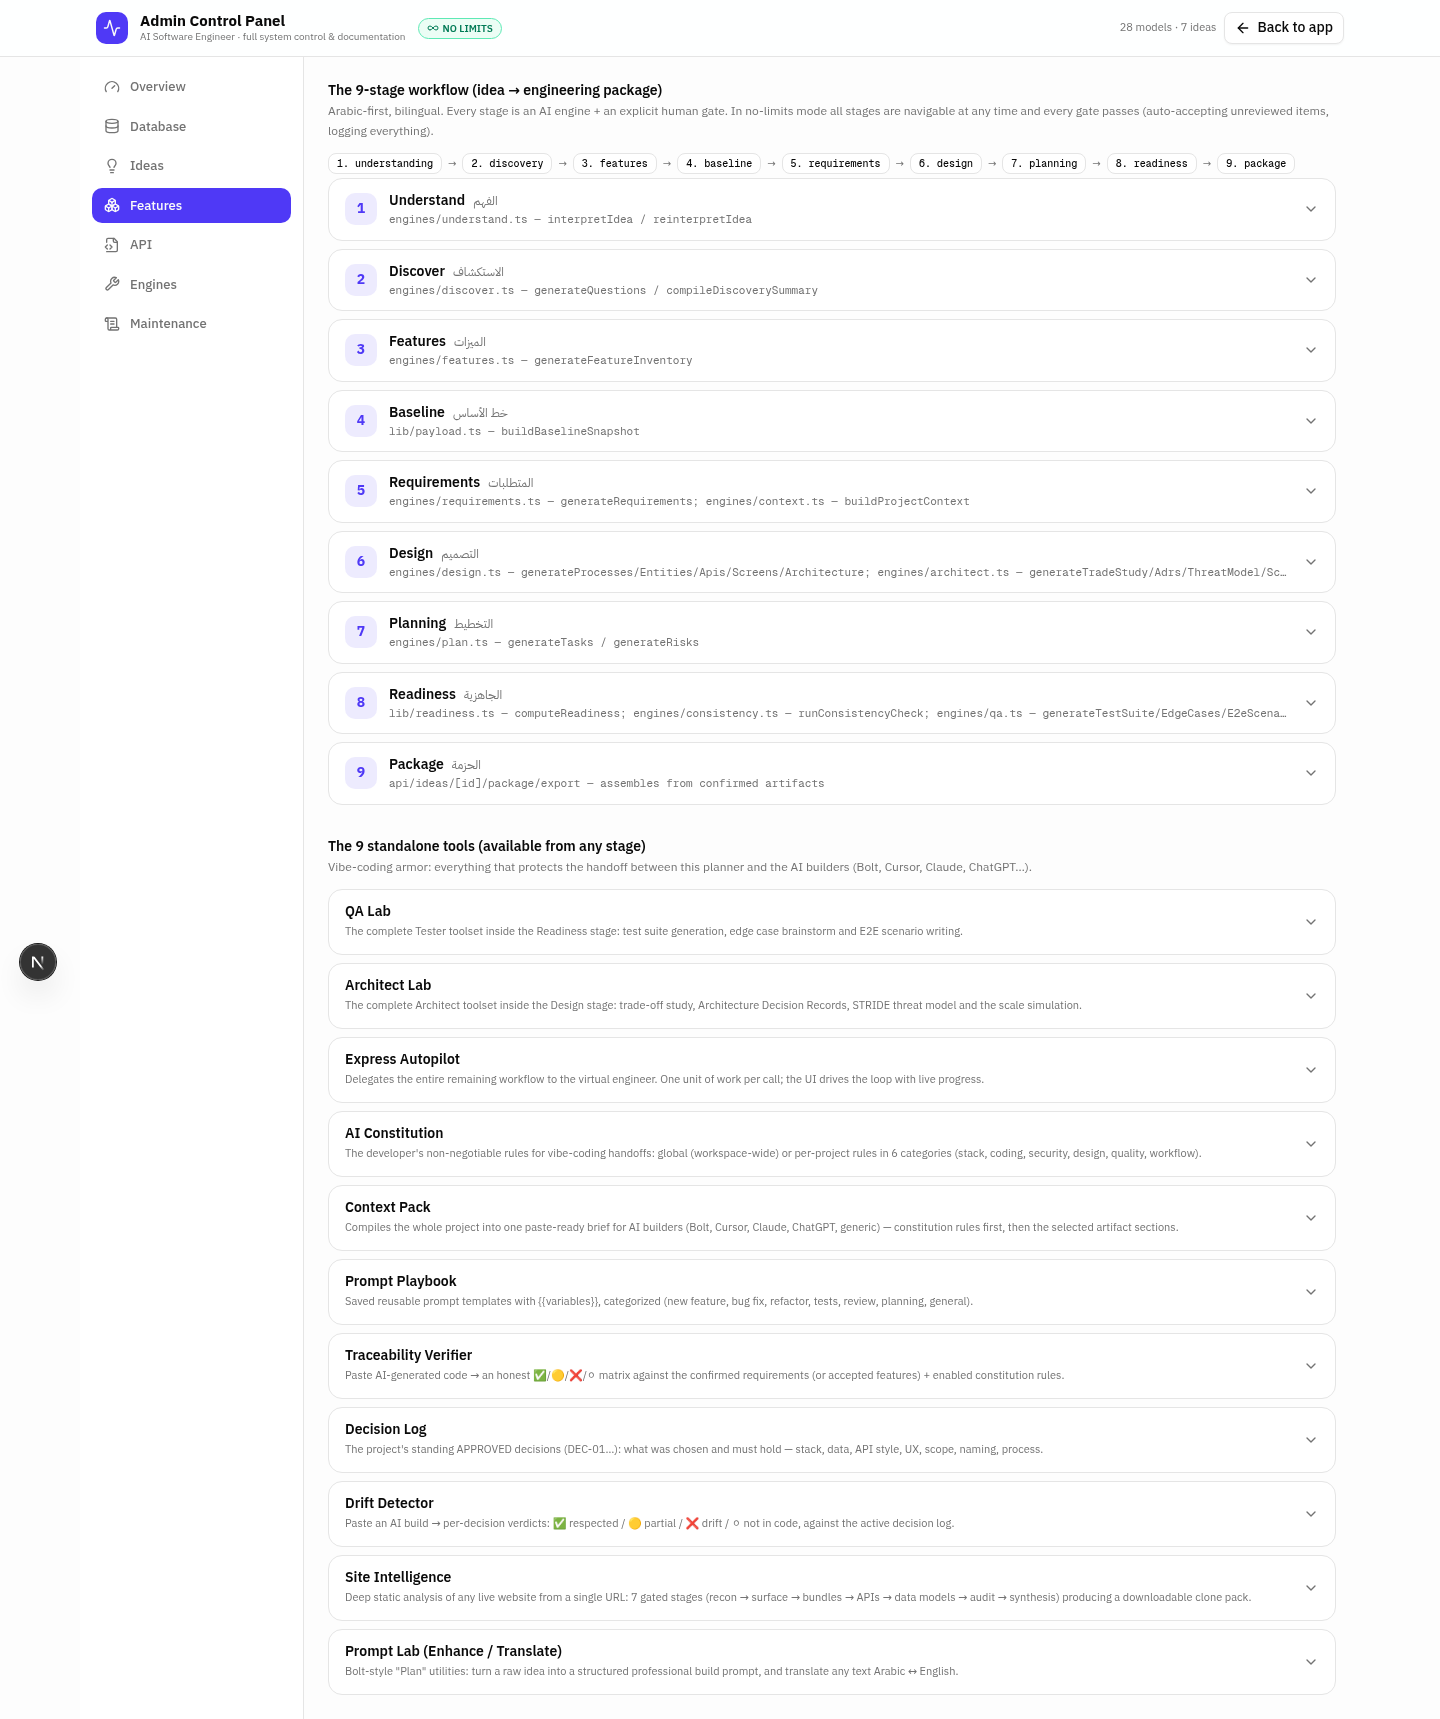 Admin Control Panel
AI Software Engineer · full system control & documentation
NO LIMITS
28 models · 7 ideas
Back to app
Overview
Database
Ideas
Features
API
Engines
Maintenance
The 9-stage workflow (idea → engineering package)
Arabic-first, bilingual. Every stage is an AI engine + an explicit human gate. In no-limits mode all stages are navigable at any time and every gate passes (auto-accepting unreviewed items,
logging everything).
1. understanding → 2. discovery → 3. features → 4. baseline → 5. requirements → 6. design → 7. planning → 8. readiness → 9. package
1
Understand الفهم
engines/understand.ts — interpretIdea / reinterpretIdea
2
Discover الاستكشاف
engines/discover.ts — generateQuestions / compileDiscoverySummary
3
Features الميزات
engines/features.ts — generateFeatureInventory
4
Baseline خط الأساس
lib/payload.ts — buildBaselineSnapshot
5
Requirements المتطلبات
engines/requirements.ts — generateRequirements; engines/context.ts — buildProjectContext
6
Design التصميم
engines/design.ts — generateProcesses/Entities/Apis/Screens/Architecture; engines/architect.ts — generateTradeStudy/Adrs/ThreatModel/Sc…
7
Planning التخطيط
engines/plan.ts — generateTasks / generateRisks
8
Readiness الجاهزية
lib/readiness.ts — computeReadiness; engines/consistency.ts — runConsistencyCheck; engines/qa.ts — generateTestSuite/EdgeCases/E2eScena…
9
Package الحزمة
api/ideas/[id]/package/export — assembles from confirmed artifacts
The 9 standalone tools (available from any stage)
Vibe-coding armor: everything that protects the handoff between this planner and the AI builders (Bolt, Cursor, Claude, ChatGPT…).
QA Lab
The complete Tester toolset inside the Readiness stage: test suite generation, edge case brainstorm and E2E scenario writing.
Architect Lab
The complete Architect toolset inside the Design stage: trade-off study, Architecture Decision Records, STRIDE threat model and the scale simulation.
Express Autopilot
Delegates the entire remaining workflow to the virtual engineer. One unit of work per call; the UI drives the loop with live progress.
AI Constitution
The developer's non-negotiable rules for vibe-coding handoffs: global (workspace-wide) or per-project rules in 6 categories (stack, coding, security, design, quality, workflow).
Context Pack
Compiles the whole project into one paste-ready brief for AI builders (Bolt, Cursor, Claude, ChatGPT, generic) — constitution rules first, then the selected artifact sections.
Prompt Playbook
Saved reusable prompt templates with {{variables}}, categorized (new feature, bug fix, refactor, tests, review, planning, general).
Traceability Verifier
Paste AI-generated code → an honest ✅/🟡/❌/⚪ matrix against the confirmed requirements (or accepted features) + enabled constitution rules.
Decision Log
The project's standing APPROVED decisions (DEC-01…): what was chosen and must hold — stack, data, API style, UX, scope, naming, process.
Drift Detector
Paste an AI build → per-decision verdicts: ✅ respected / 🟡 partial / ❌ drift / ⚪ not in code, against the active decision log.
Site Intelligence
Deep static analysis of any live website from a single URL: 7 gated stages (recon → surface → bundles → APIs → data models → audit → synthesis) producing a downloadable clone pack.
Prompt Lab (Enhance / Translate)
Bolt-style "Plan" utilities: turn a raw idea into a structured professional build prompt, and translate any text Arabic ↔ English.
N